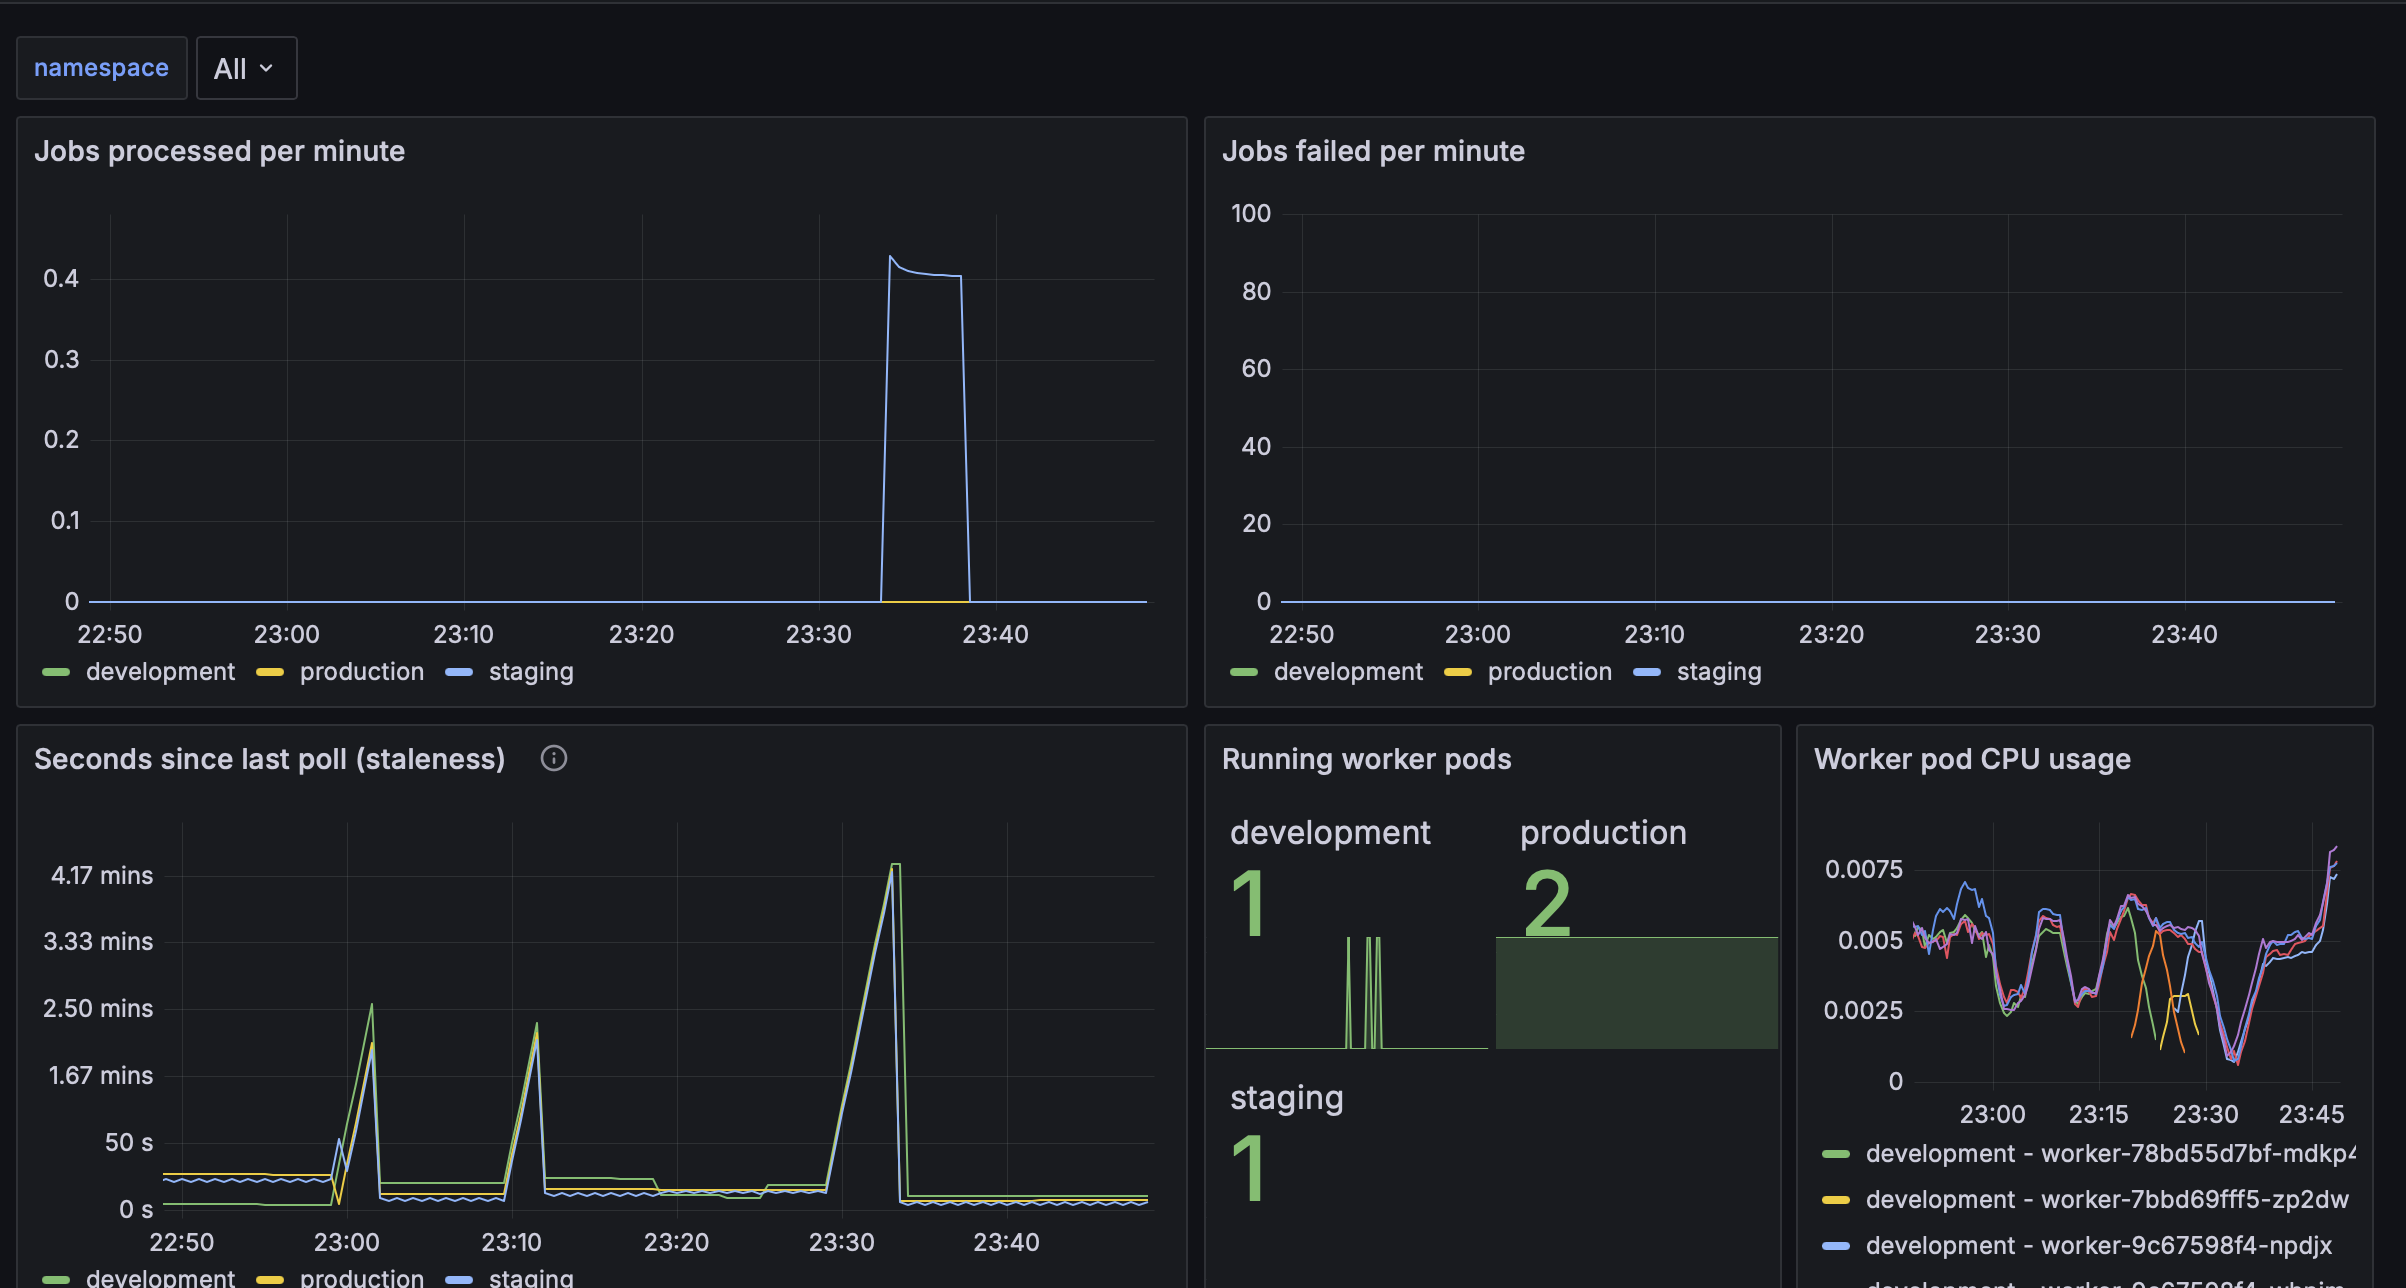 namespace
All
Jobs processed per minute
0.4
0.3
0.2
0.1
0
22:50 23:00 23:10 23:20 23:30 23:40
development production staging
Jobs failed per minute
100
80
60
40
20
0
22:50 23:00 23:10 23:20 23:30 23:40
development production staging
Seconds since last poll (staleness)
4.17 mins
3.33 mins
2.50 mins
1.67 mins
50 s
0 s
22:50 23:00 23:10 23:20 23:30 23:40
development production staging
Running worker pods
development
1
production
2
staging
1
Worker pod CPU usage
0.0075
0.005
0.0025
0
23:00 23:15 23:30 23:45
development - worker-78bd55d7bf-mdkp4
development - worker-7bbd69fff5-zp2dw
development - worker-9c67598f4-npdjx